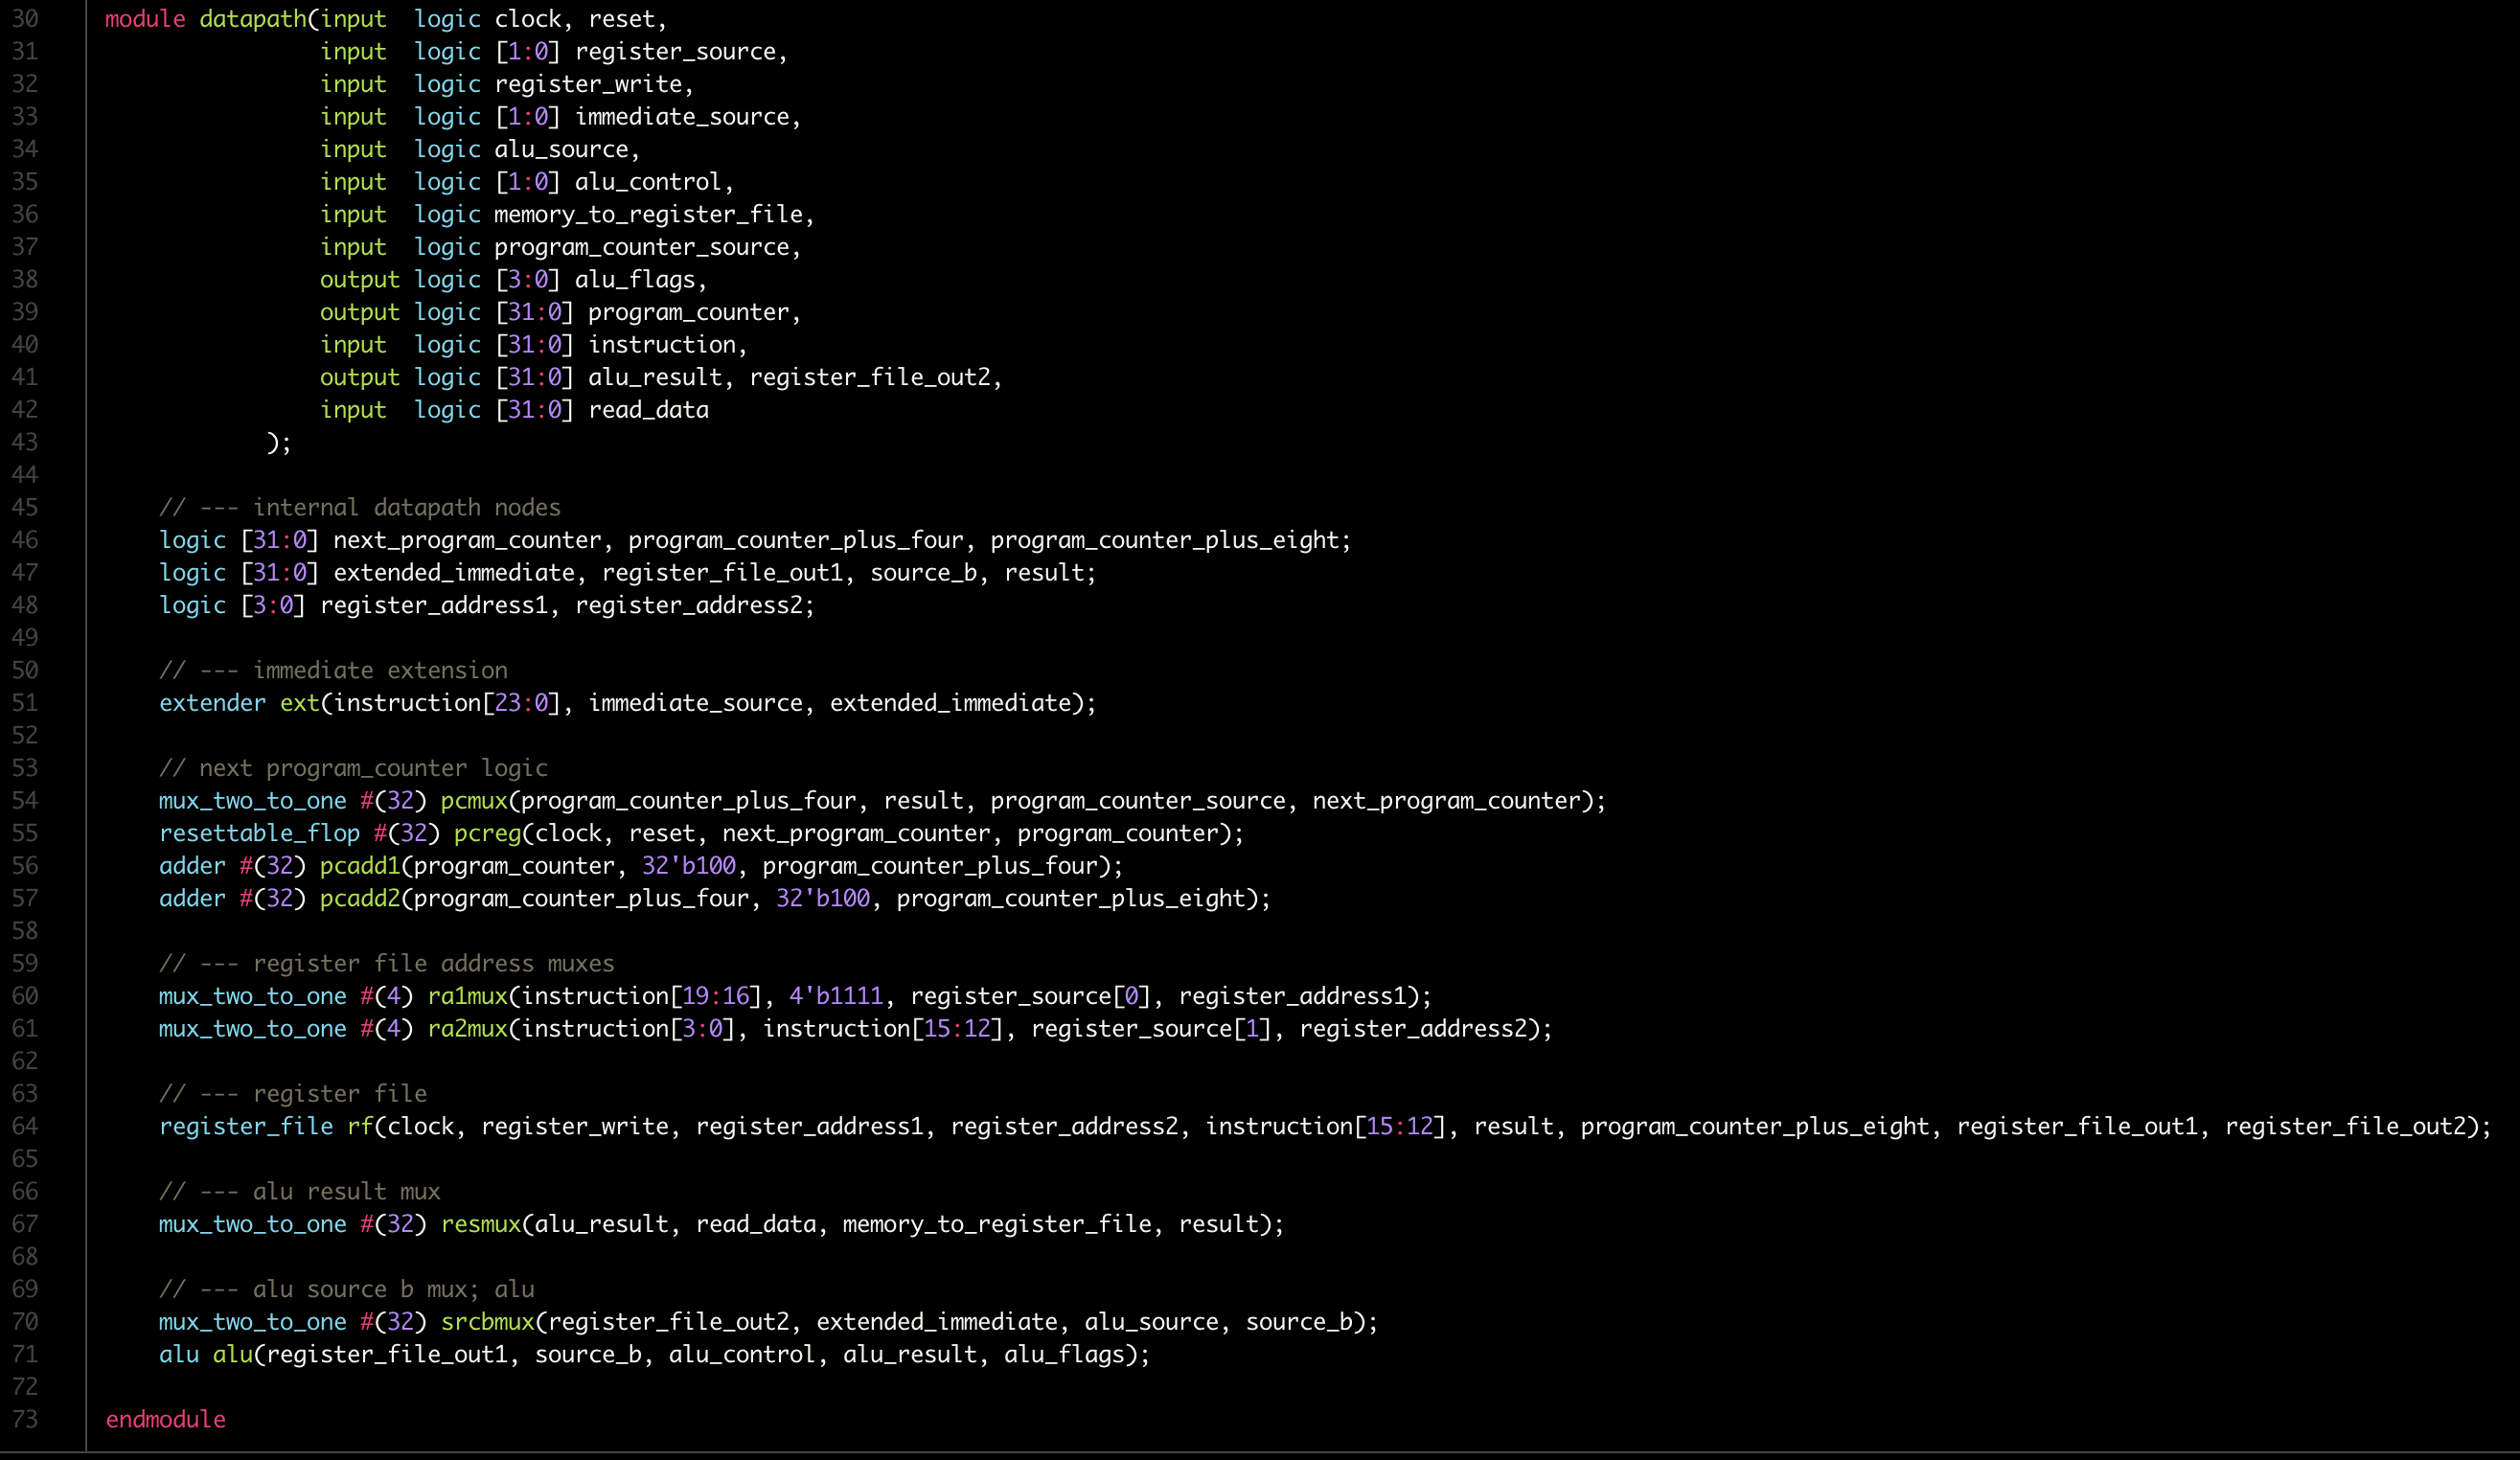 30 module datapath(input  logic clock, reset,
31                 input  logic [1:0] register_source,
32                 input  logic register_write,
33                 input  logic [1:0] immediate_source,
34                 input  logic alu_source,
35                 input  logic [1:0] alu_control,
36                 input  logic memory_to_register_file,
37                 input  logic program_counter_source,
38                 output logic [3:0] alu_flags,
39                 output logic [31:0] program_counter,
40                 input  logic [31:0] instruction,
41                 output logic [31:0] alu_result, register_file_out2,
42                 input  logic [31:0] read_data
43             );
44
45     // --- internal datapath nodes
46     logic [31:0] next_program_counter, program_counter_plus_four, program_counter_plus_eight;
47     logic [31:0] extended_immediate, register_file_out1, source_b, result;
48     logic [3:0] register_address1, register_address2;
49
50     // --- immediate extension
51     extender ext(instruction[23:0], immediate_source, extended_immediate);
52
53     // next program_counter logic
54     mux_two_to_one #(32) pcmux(program_counter_plus_four, result, program_counter_source, next_program_counter);
55     resettable_flop #(32) pcreg(clock, reset, next_program_counter, program_counter);
56     adder #(32) pcadd1(program_counter, 32'b100, program_counter_plus_four);
57     adder #(32) pcadd2(program_counter_plus_four, 32'b100, program_counter_plus_eight);
58
59     // --- register file address muxes
60     mux_two_to_one #(4) ra1mux(instruction[19:16], 4'b1111, register_source[0], register_address1);
61     mux_two_to_one #(4) ra2mux(instruction[3:0], instruction[15:12], register_source[1], register_address2);
62
63     // --- register file
64     register_file rf(clock, register_write, register_address1, register_address2, instruction[15:12], result, program_counter_plus_eight, register_file_out1, register_file_out2);
65
66     // --- alu result mux
67     mux_two_to_one #(32) resmux(alu_result, read_data, memory_to_register_file, result);
68
69     // --- alu source b mux; alu
70     mux_two_to_one #(32) srcbmux(register_file_out2, extended_immediate, alu_source, source_b);
71     alu alu(register_file_out1, source_b, alu_control, alu_result, alu_flags);
72
73 endmodule